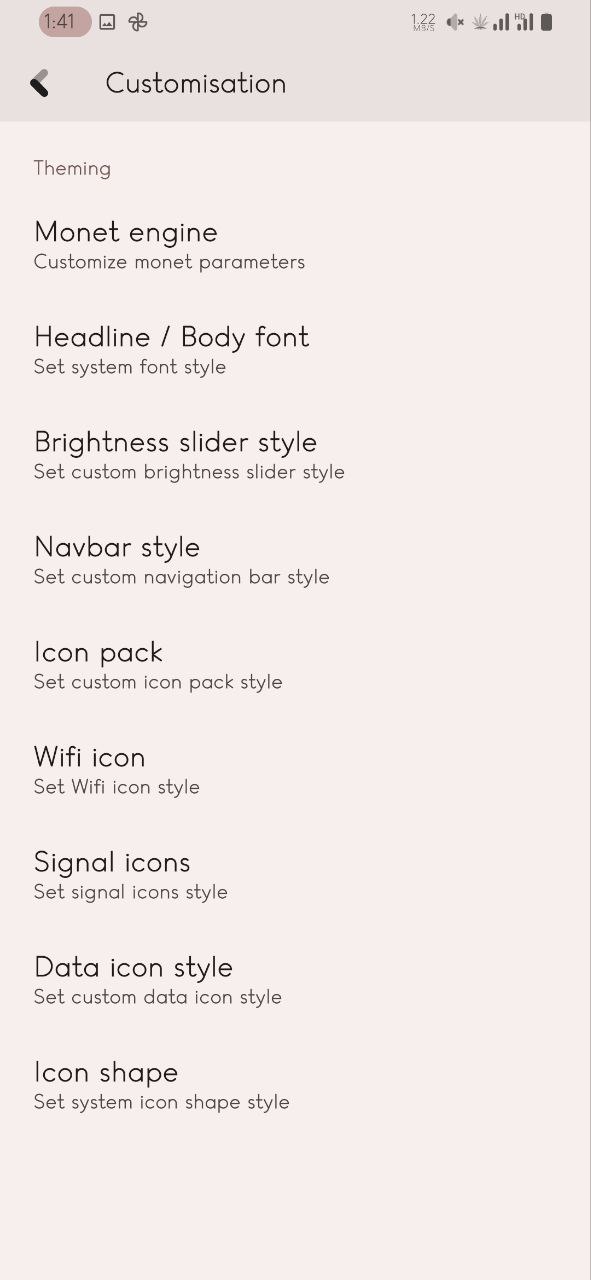 1:41
1.22
MB/S
HD
Customisation
Theming
Monet engine
Customize monet parameters
Headline / Body font
Set system font style
Brightness slider style
Set custom brightness slider style
Navbar style
Set custom navigation bar style
Icon pack
Set custom icon pack style
Wifi icon
Set Wifi icon style
Signal icons
Set signal icons style
Data icon style
Set custom data icon style
Icon shape
Set system icon shape style